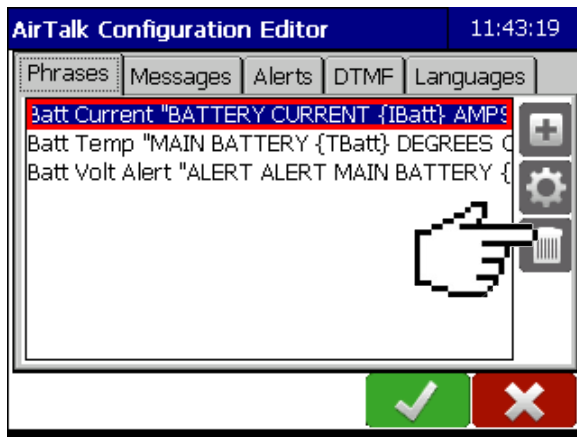 AirTalk Configuration Editor 11:43:19
Phrases Messages Alerts DTMF Languages
Batt Current "BATTERY CURRENT {IBatt} AMPS
Batt Temp "MAIN BATTERY {TBatt} DEGREES C
Batt Volt Alert "ALERT ALERT MAIN BATTERY {